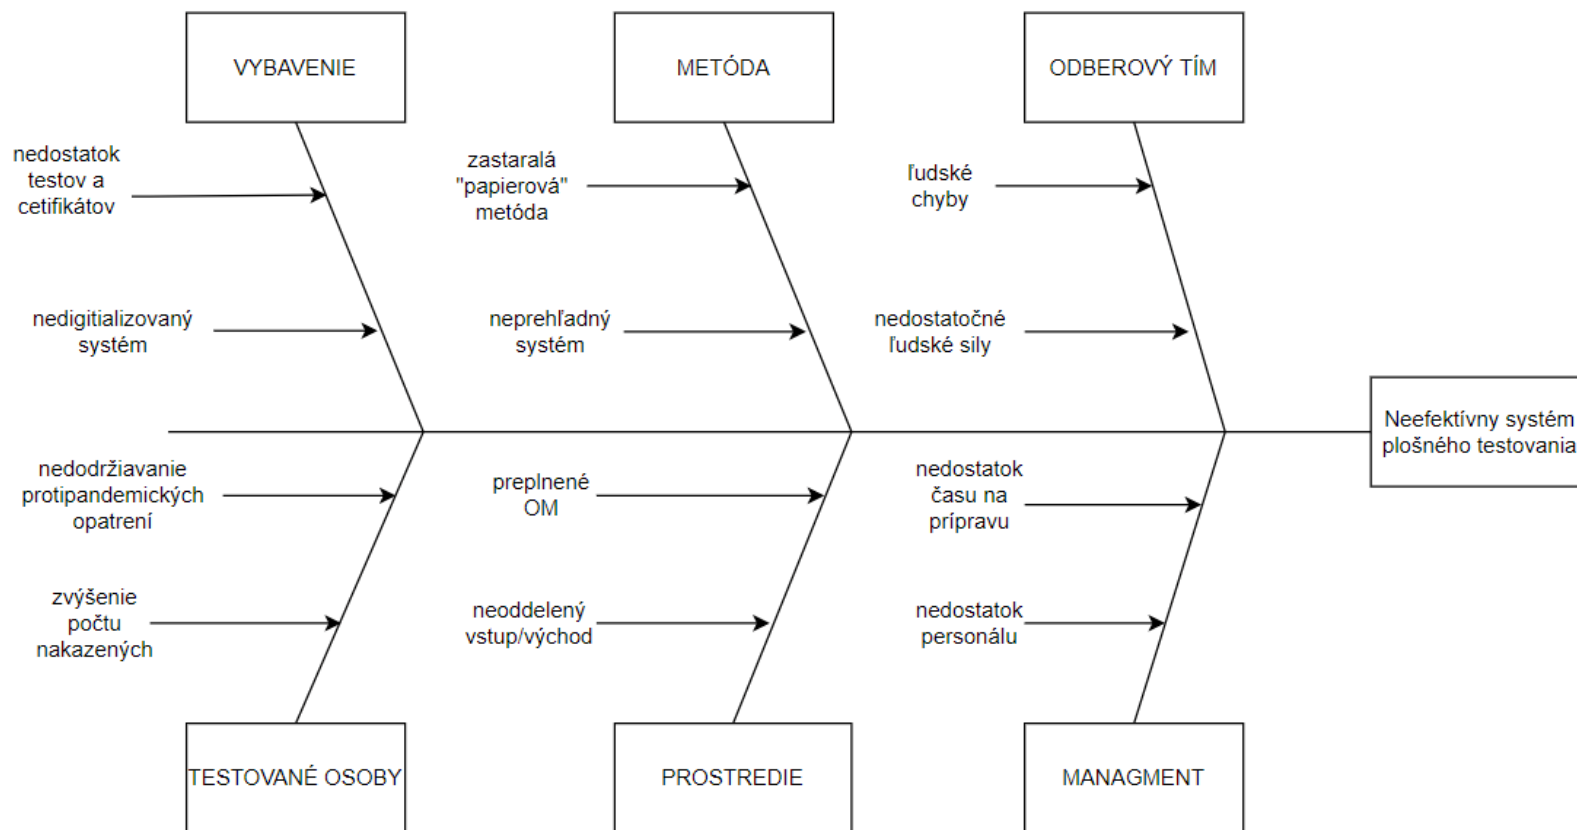 VYBAVENIE
METÓDA
ODBEROVÝ TÍM
nedostatok
testov a
cetifikátov
zastaralá
"papierová"
metóda
ľudské
chyby
nedigitializovaný
systém
neprehľadný
systém
nedostatočné
ľudské sily
Neefektívny systém
plošného testovania
nedodržiavanie
protipandemických
opatrení
preplnené
OM
nedostatok
času na
prípravu
zvýšenie
počtu
nakazených
neoddelený
vstup/východ
nedostatok
personálu
TESTOVANÉ OSOBY
PROSTREDIE
MANAGMENT